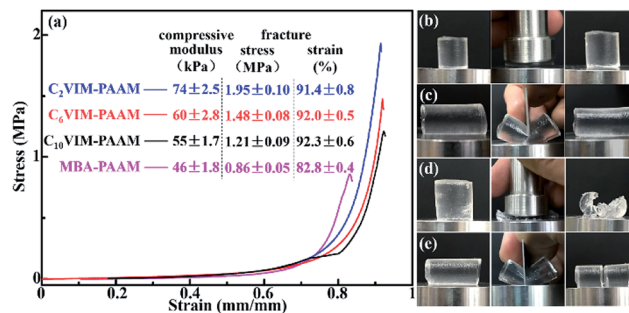 (a)
compressive modulus (kPa)
fracture
stress (MPa)
strain (%)
C₂VIM-PAAM — 74±2.5 1.95±0.10 91.4±0.8
C₆VIM-PAAM — 60±2.8 1.48±0.08 92.0±0.5
C₁₀VIM-PAAM — 55±1.7 1.21±0.09 92.3±0.6
MBA-PAAM — 46±1.8 0.86±0.05 82.8±0.4
Stress (MPa)
2
1
0
0
0.2
0.4
0.6
0.8
1
Strain (mm/mm)
(b)
(c)
(d)
(e)